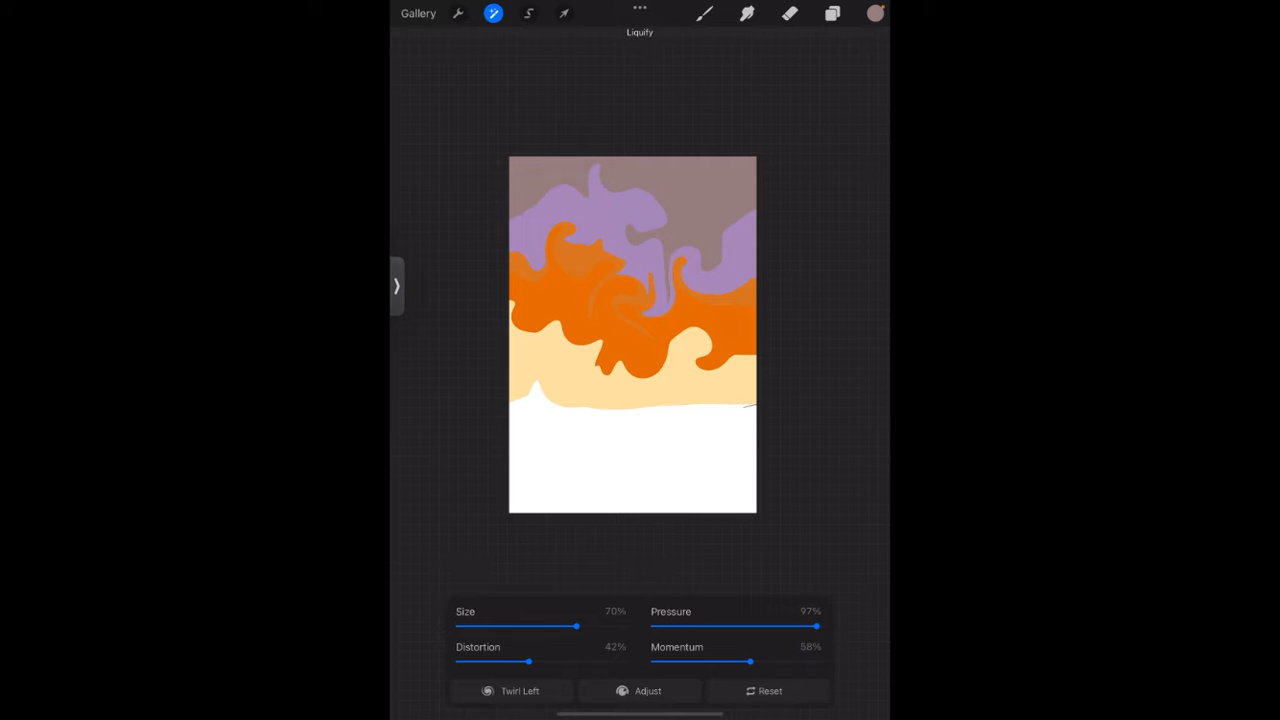 Gallery
Liquify
Size 70% Pressure 97%
Distortion 42% Momentum 58%
Twirl Left Adjust Reset